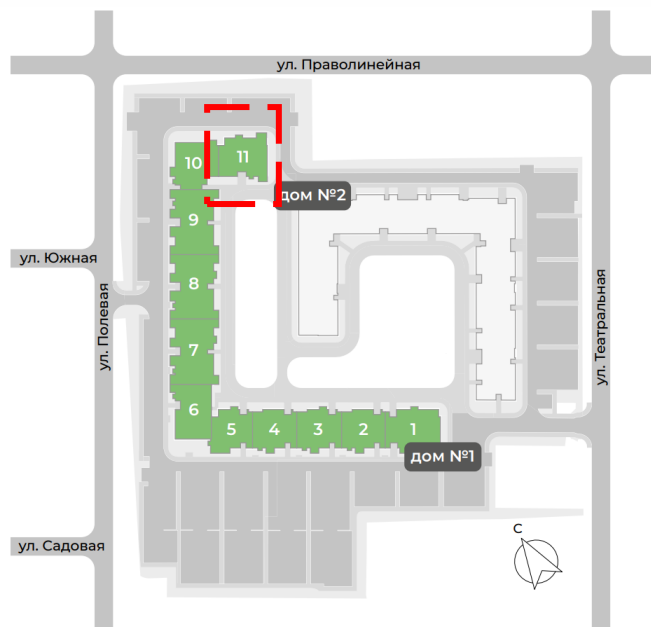 ул. Праволинейная
10
11
дом №2
9
ул. Южная
8
ул. Полевая
ул. Театральная
7
6
5
4
3
2
1
дом №1
С
ул. Садовая